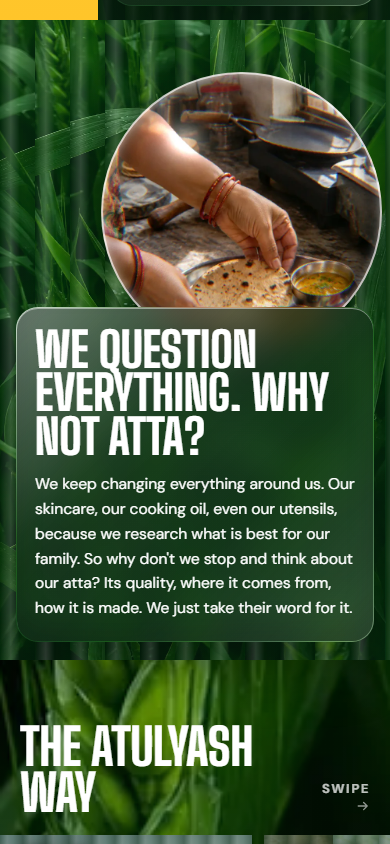 WE QUESTION
EVERYTHING. WHY
NOT ATTA?
We keep changing everything around us. Our
skincare, our cooking oil, even our utensils,
because we research what is best for our
family. So why don't we stop and think about
our atta? Its quality, where it comes from,
how it is made. We just take their word for it.
THE ATULYASH
WAY
SWIPE
→